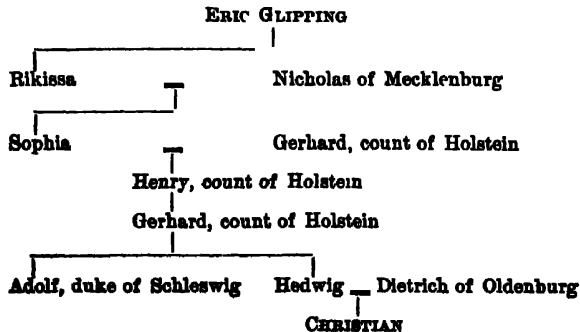 ERIC GLIPPING
Rikissa Nicholas of Mecklenburg
Sophia Gerhard, count of Holstein
Henry, count of Holstein
Gerhard, count of Holstein
Adolf, duke of Schleswig Hedwig Dietrich of Oldenburg
CHRISTIAN